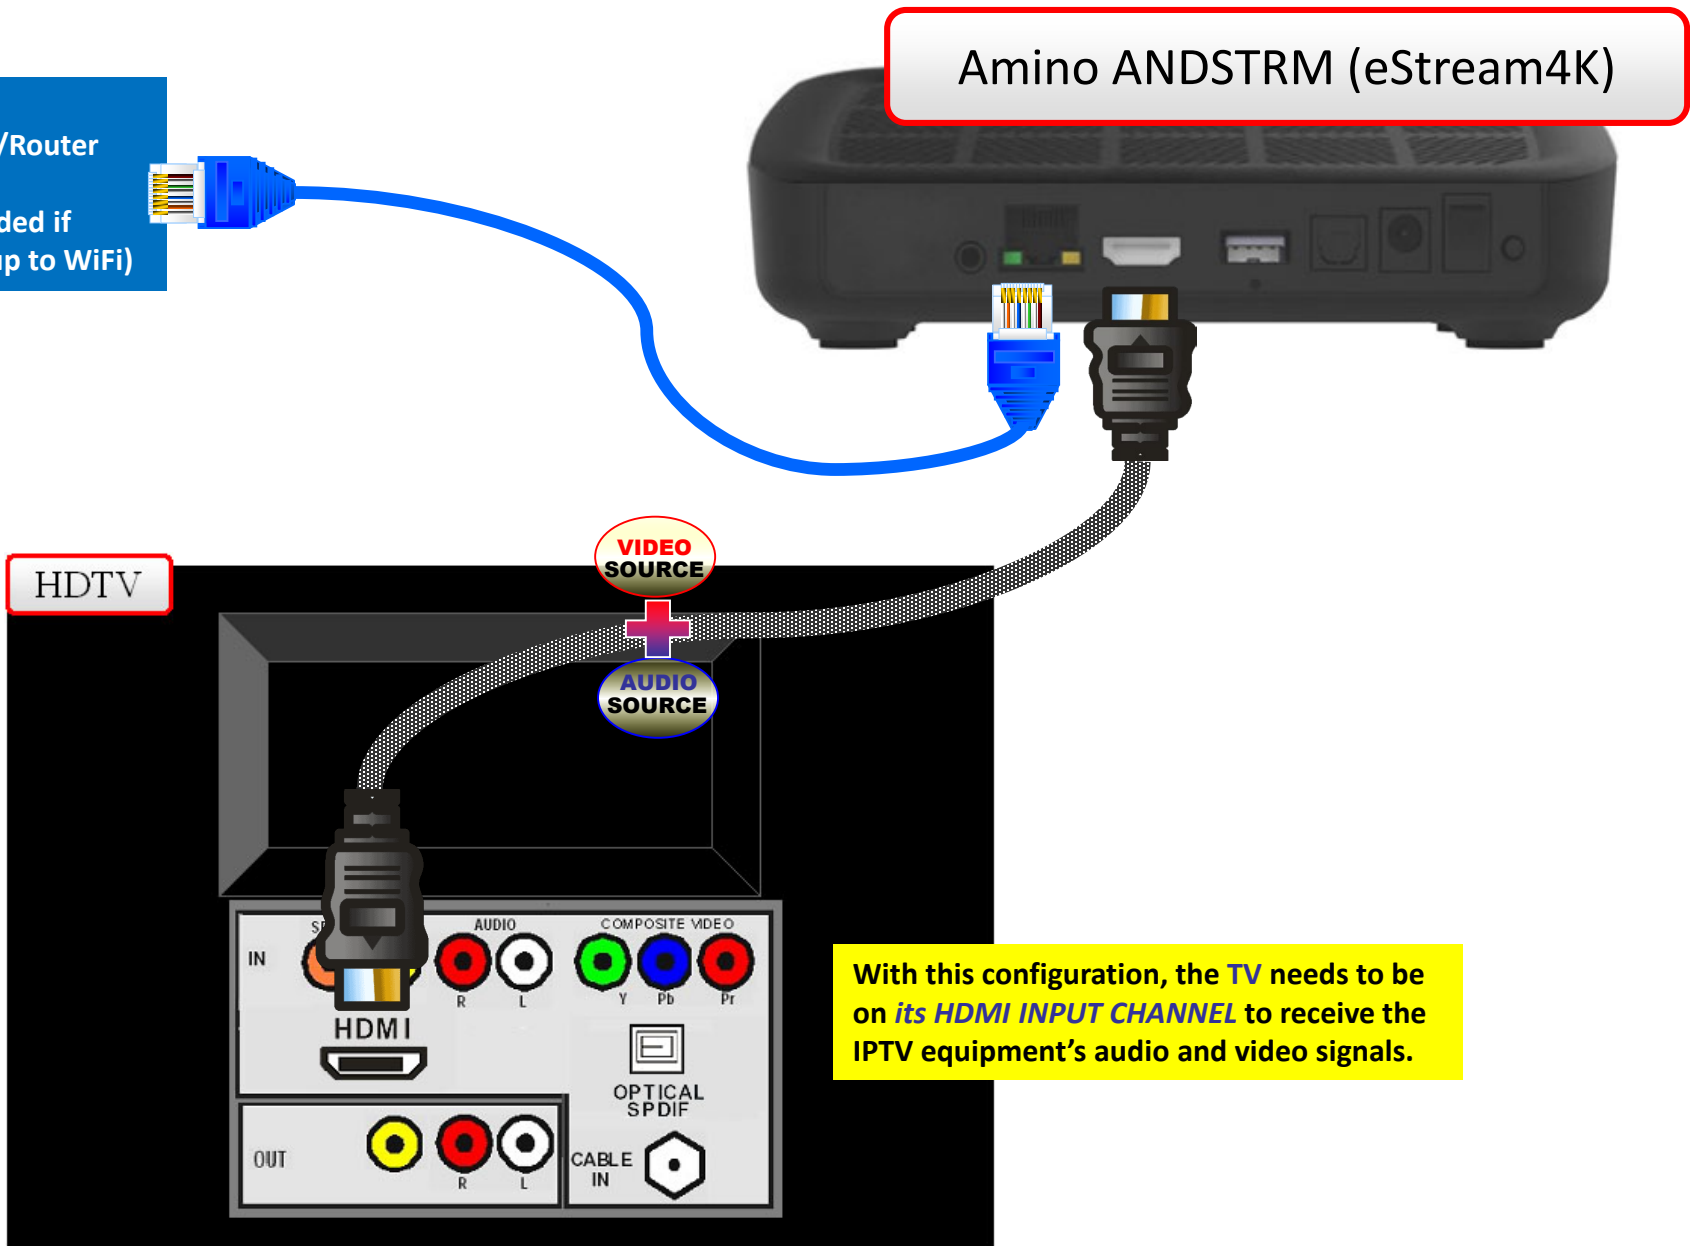 Amino ANDSTRM (eStream4K)
/Router
if
up to WiFi)
VIDEO
SOURCE
HDTV
AUDIO
SOURCE
AUDIO
COMPOSITE VIDEO
IN
R
L
Y
Pb
Pr
HDMI
OPTICAL
SPDIF
OUT
R
L
CABLE
IN
With this configuration, the TV needs to be
on its HDMI INPUT CHANNEL to receive the
IPTV equipment's audio and video signals.